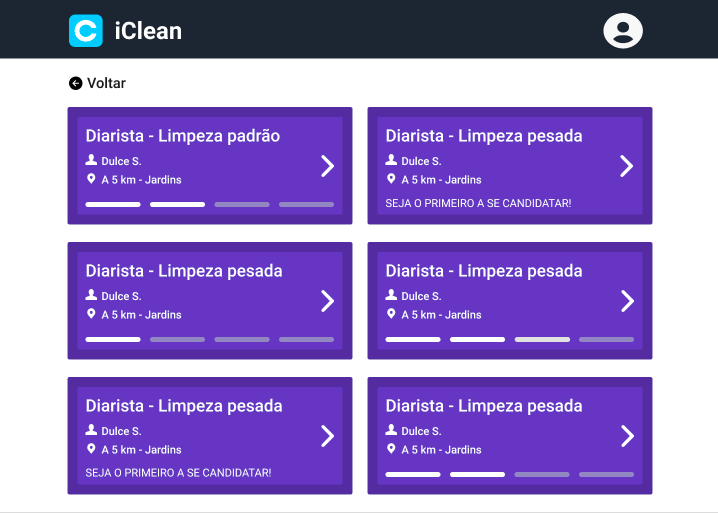 C iClean
Voltar
Diarista - Limpeza padrão
Dulce S.
A 5 km - Jardins
Diarista - Limpeza pesada
Dulce S.
A 5 km - Jardins
SEJA O PRIMEIRO A SE CANDIDATAR!
Diarista - Limpeza pesada
Dulce S.
A 5 km - Jardins
Diarista - Limpeza pesada
Dulce S.
A 5 km - Jardins
Diarista - Limpeza pesada
Dulce S.
A 5 km - Jardins
SEJA O PRIMEIRO A SE CANDIDATAR!
Diarista - Limpeza pesada
Dulce S.
A 5 km - Jardins